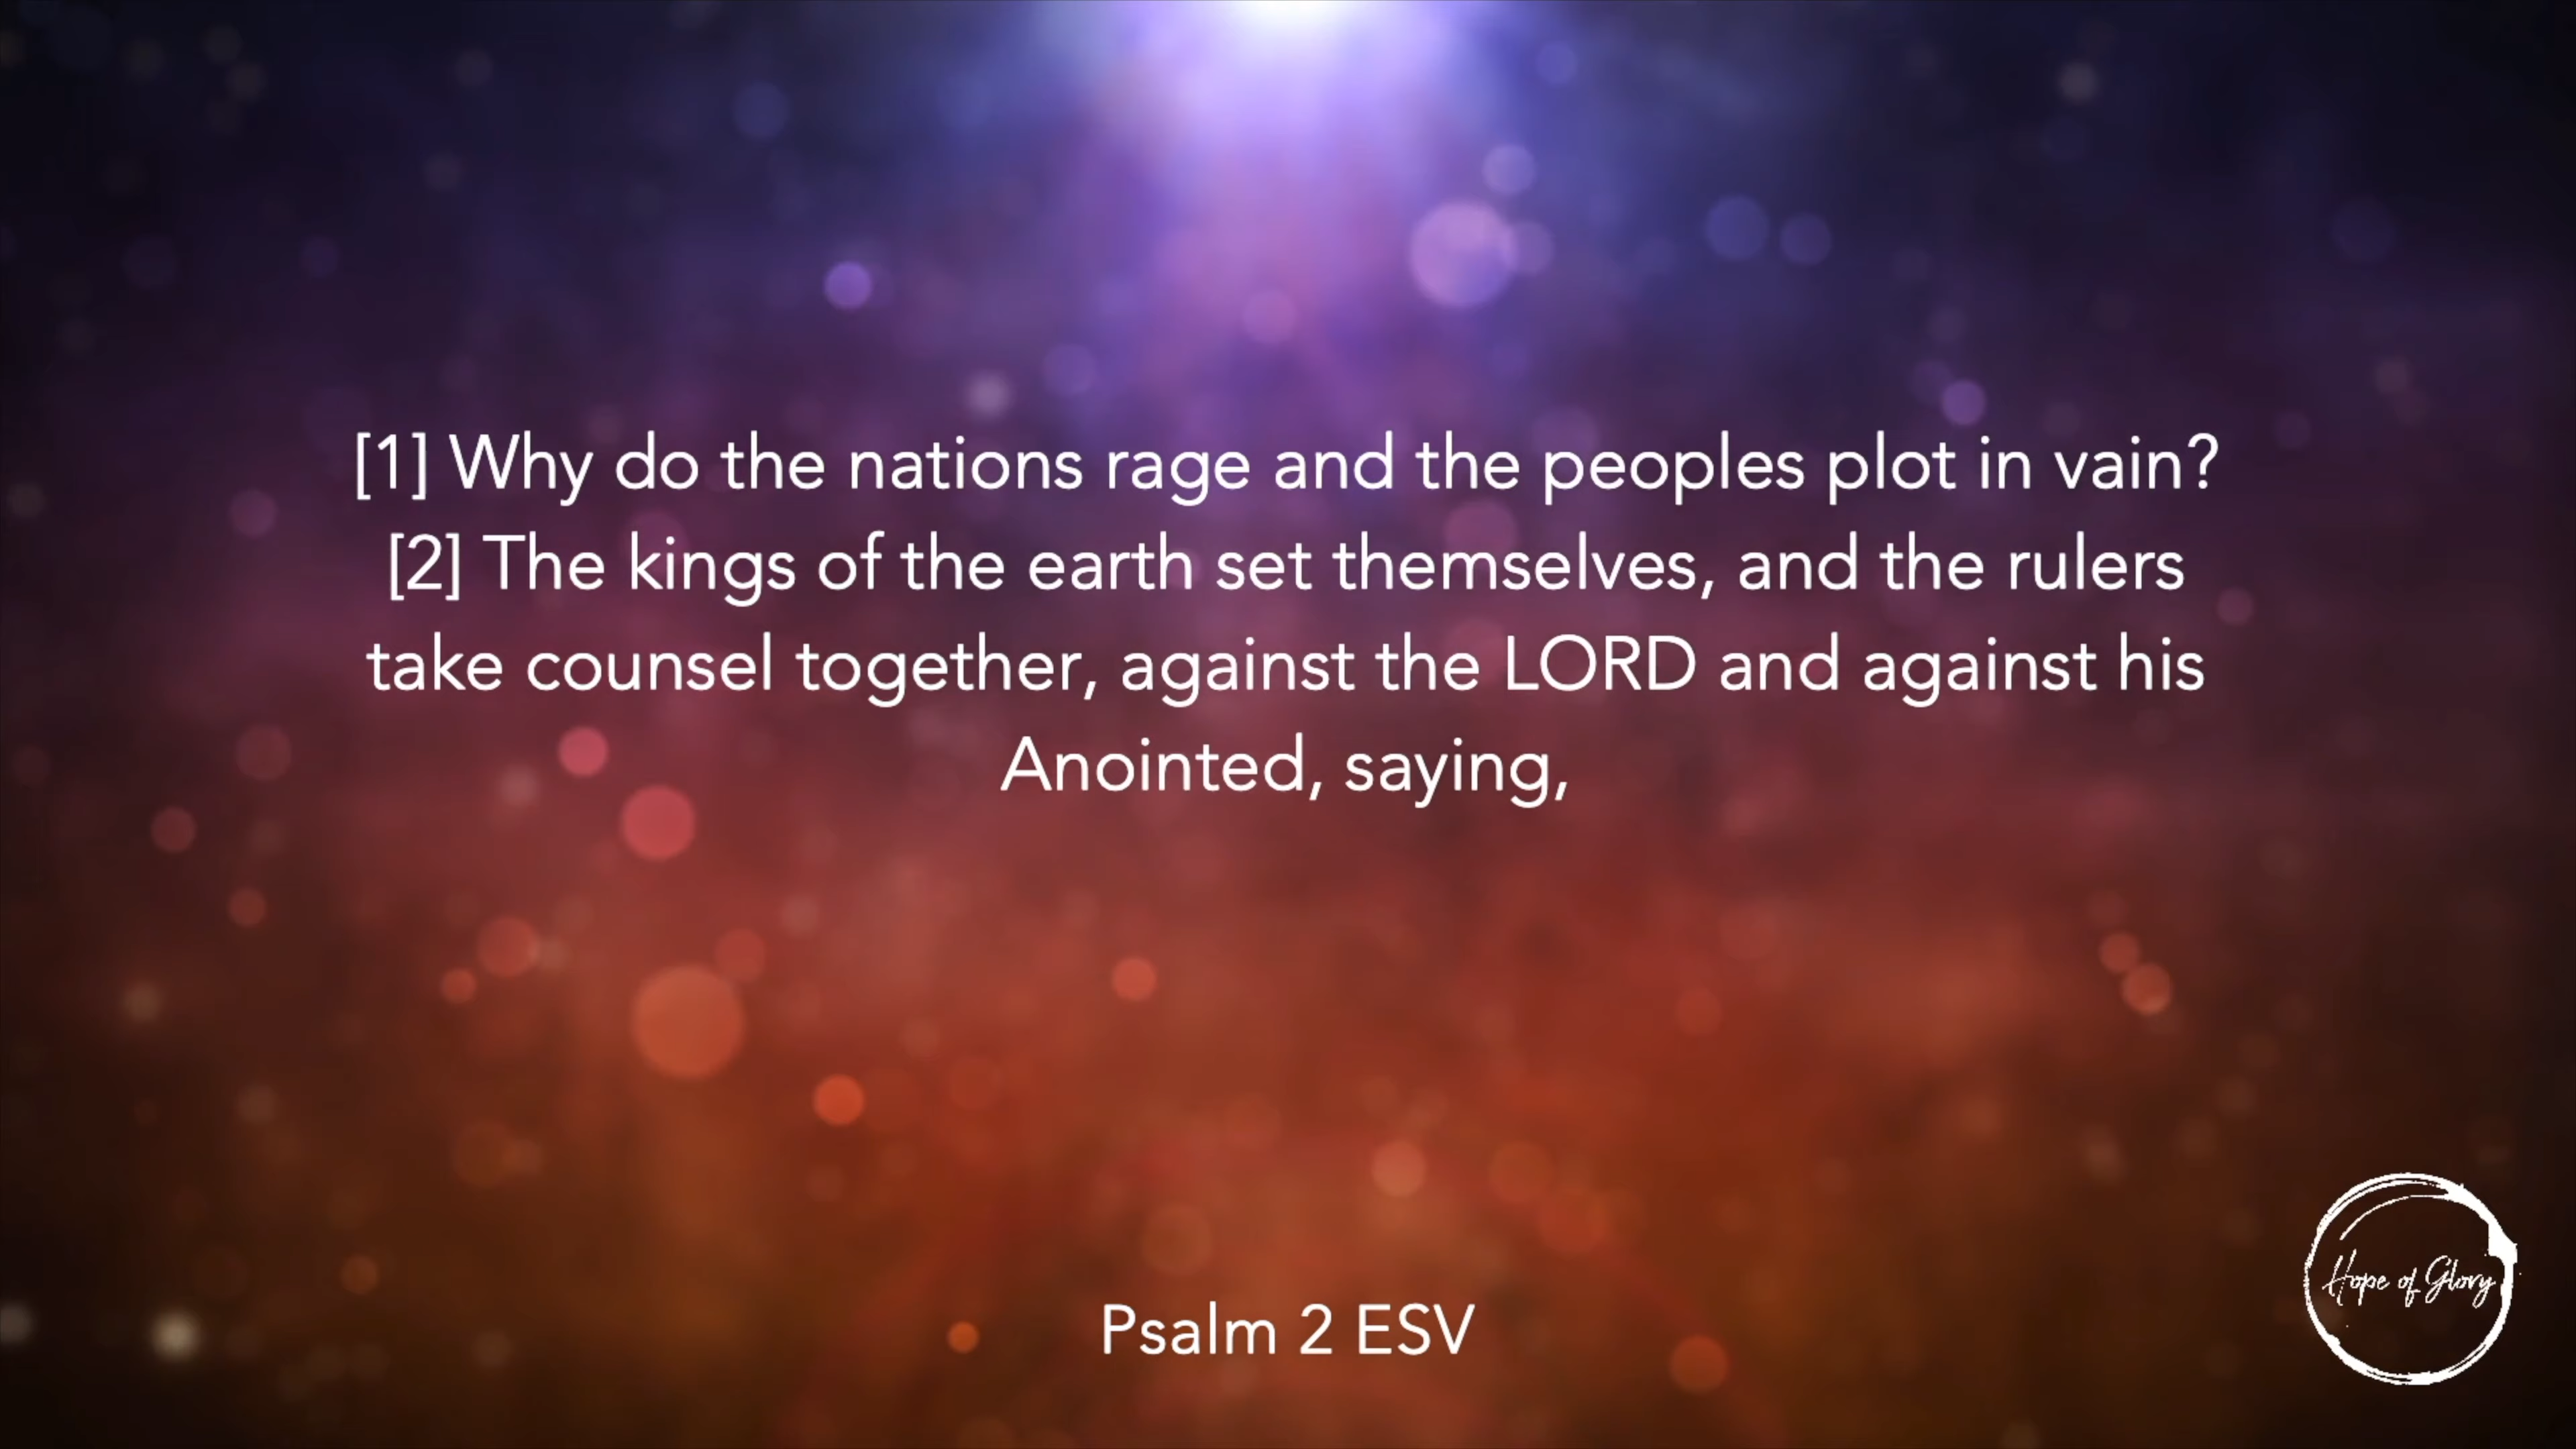 [1] Why do the nations rage and the peoples plot in vain?
[2] The kings of the earth set themselves, and the rulers
take counsel together, against the LORD and against his
Anointed, saying,
Psalm 2 ESV
Hope of Glory